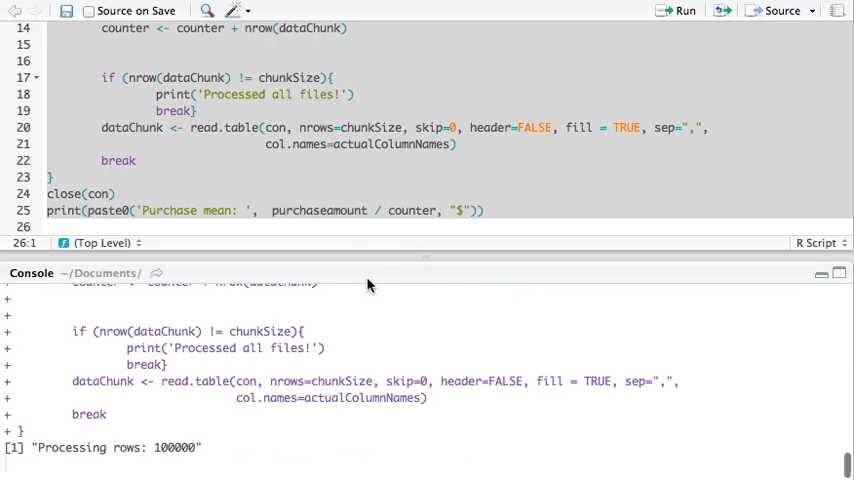 Source on Save Run Source
14 counter <- counter + nrow(dataChunk)
15
16
17 if (nrow(dataChunk) != chunkSize){
18 print('Processed all files!')
19 break}
20 dataChunk <- read.table(con, nrows=chunkSize, skip=0, header=FALSE, fill = TRUE, sep=",",
21 col.names=actualColumnNames)
22 break
23 }
24 close(con)
25 print(paste0('Purchase mean: ', purchaseamount / counter, "$"))
26
26:1 (Top Level) R Script
Console ~/Documents/
+ counter <- counter + nrow(dataChunk)
+
+
+ if (nrow(dataChunk) != chunkSize){
+ print('Processed all files!')
+ break}
+ dataChunk <- read.table(con, nrows=chunkSize, skip=0, header=FALSE, fill = TRUE, sep=",",
+ col.names=actualColumnNames)
+ break
+ }
[1] "Processing rows: 100000"